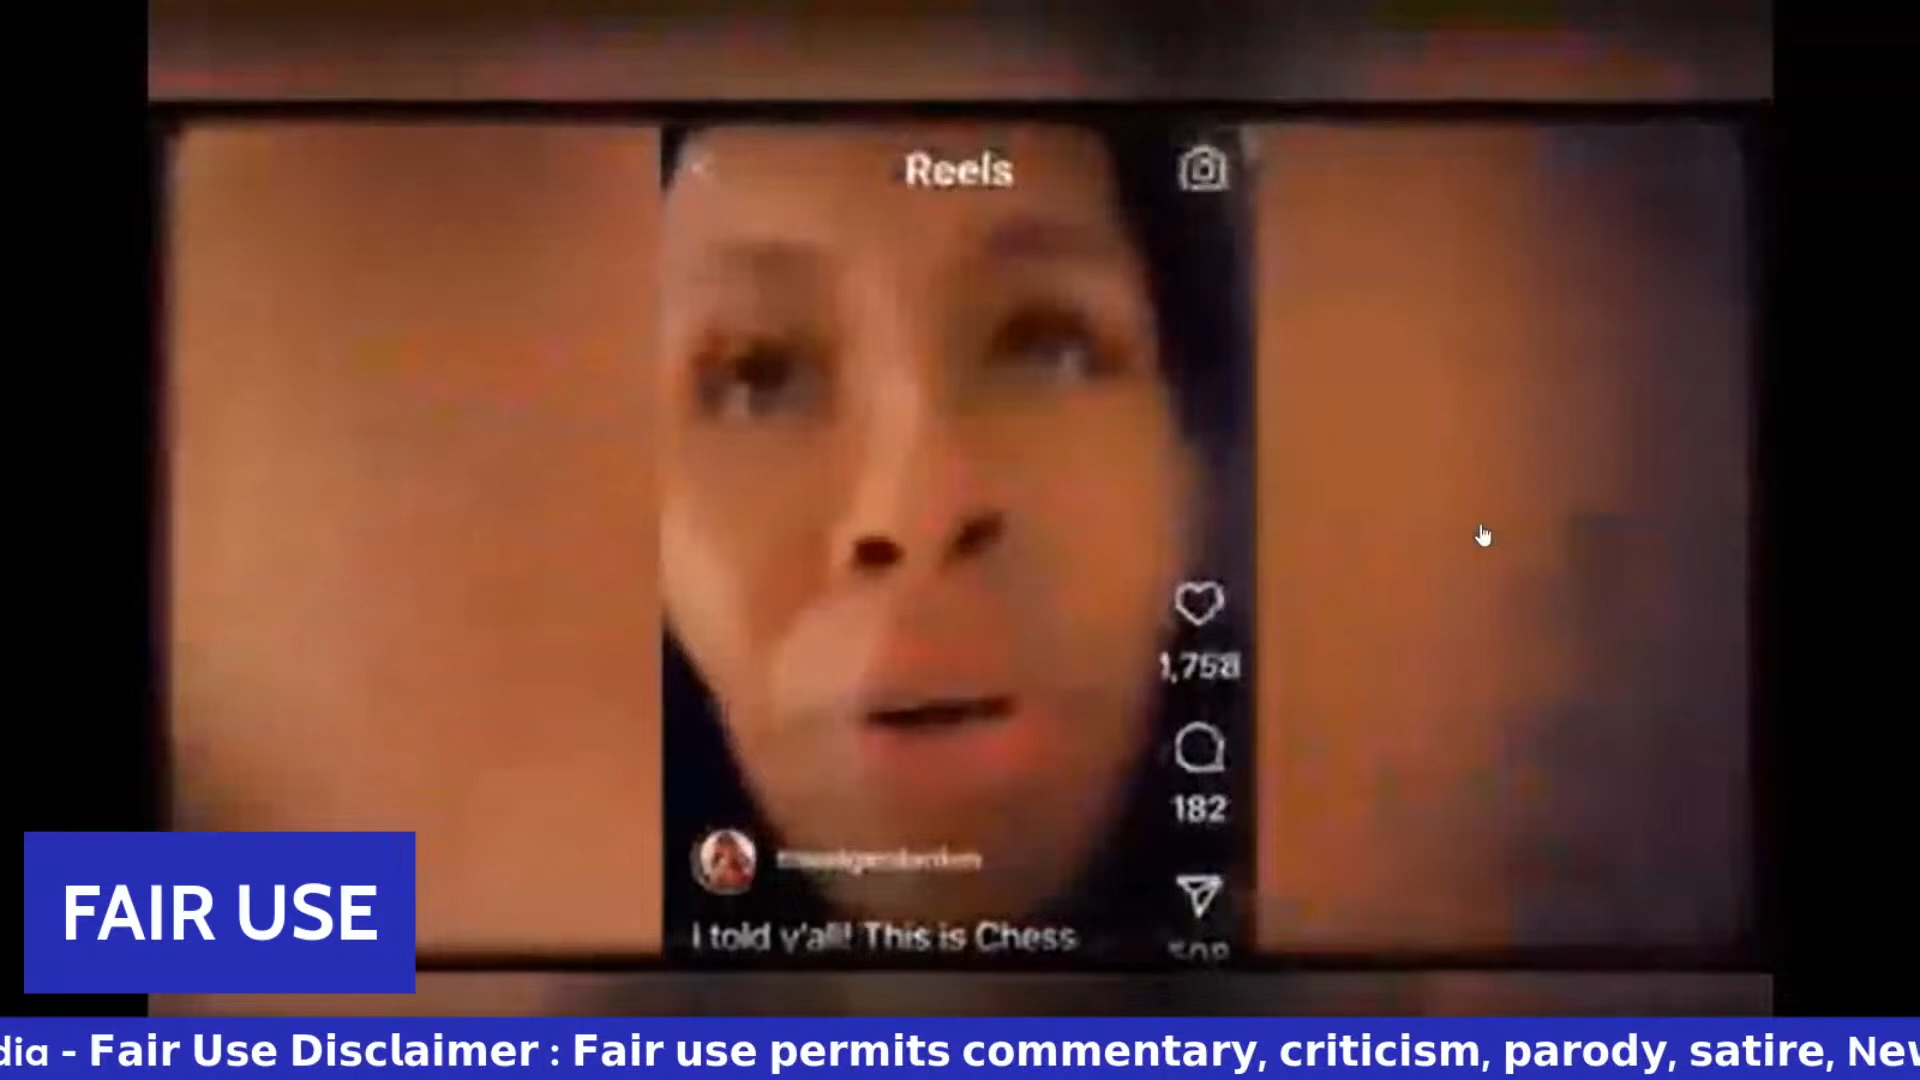 Reels
1,758
182
I told y'all! This is Chess
FAIR USE
dia - Fair Use Disclaimer : Fair use permits commentary, criticism, parody, satire, New